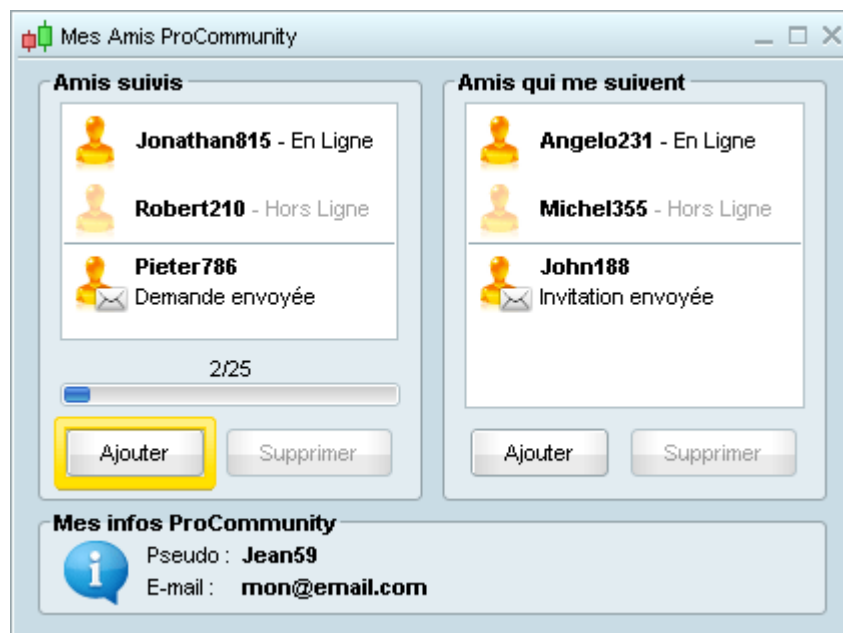 Mes Amis ProCommunity
Amis suivis
Jonathan815 - En Ligne
Robert210 - Hors Ligne
Pieter786
Demande envoyée
2/25
Ajouter
Supprimer
Amis qui me suivent
Angelo231 - En Ligne
Michel355 - Hors Ligne
John188
Invitation envoyée
Ajouter
Supprimer
Mes infos ProCommunity
Pseudo : Jean59
E-mail : mon@email.com